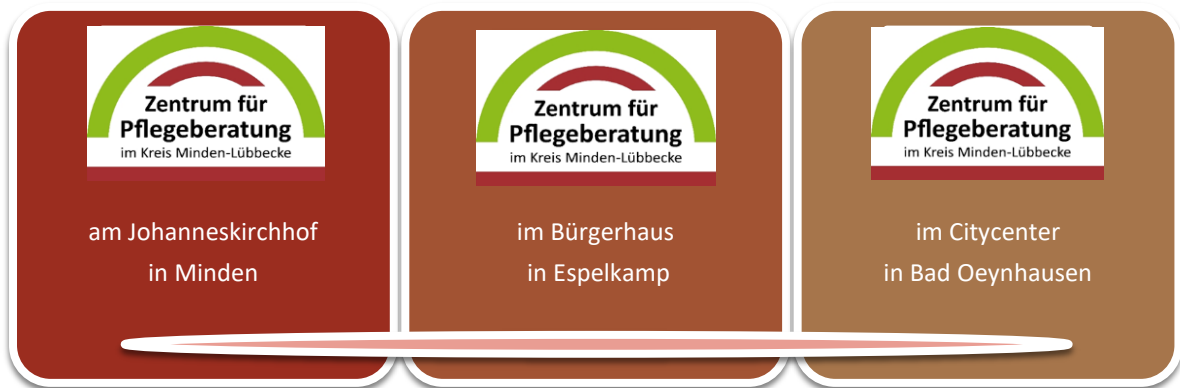 Zentrum für
Pflegeberatung
im Kreis Minden-Lübbecke
am Johanneskirchhof
in Minden
Zentrum für
Pflegeberatung
im Kreis Minden-Lübbecke
im Bürgerhaus
in Espelkamp
Zentrum für
Pflegeberatung
im Kreis Minden-Lübbecke
im Citycenter
in Bad Oeynhausen